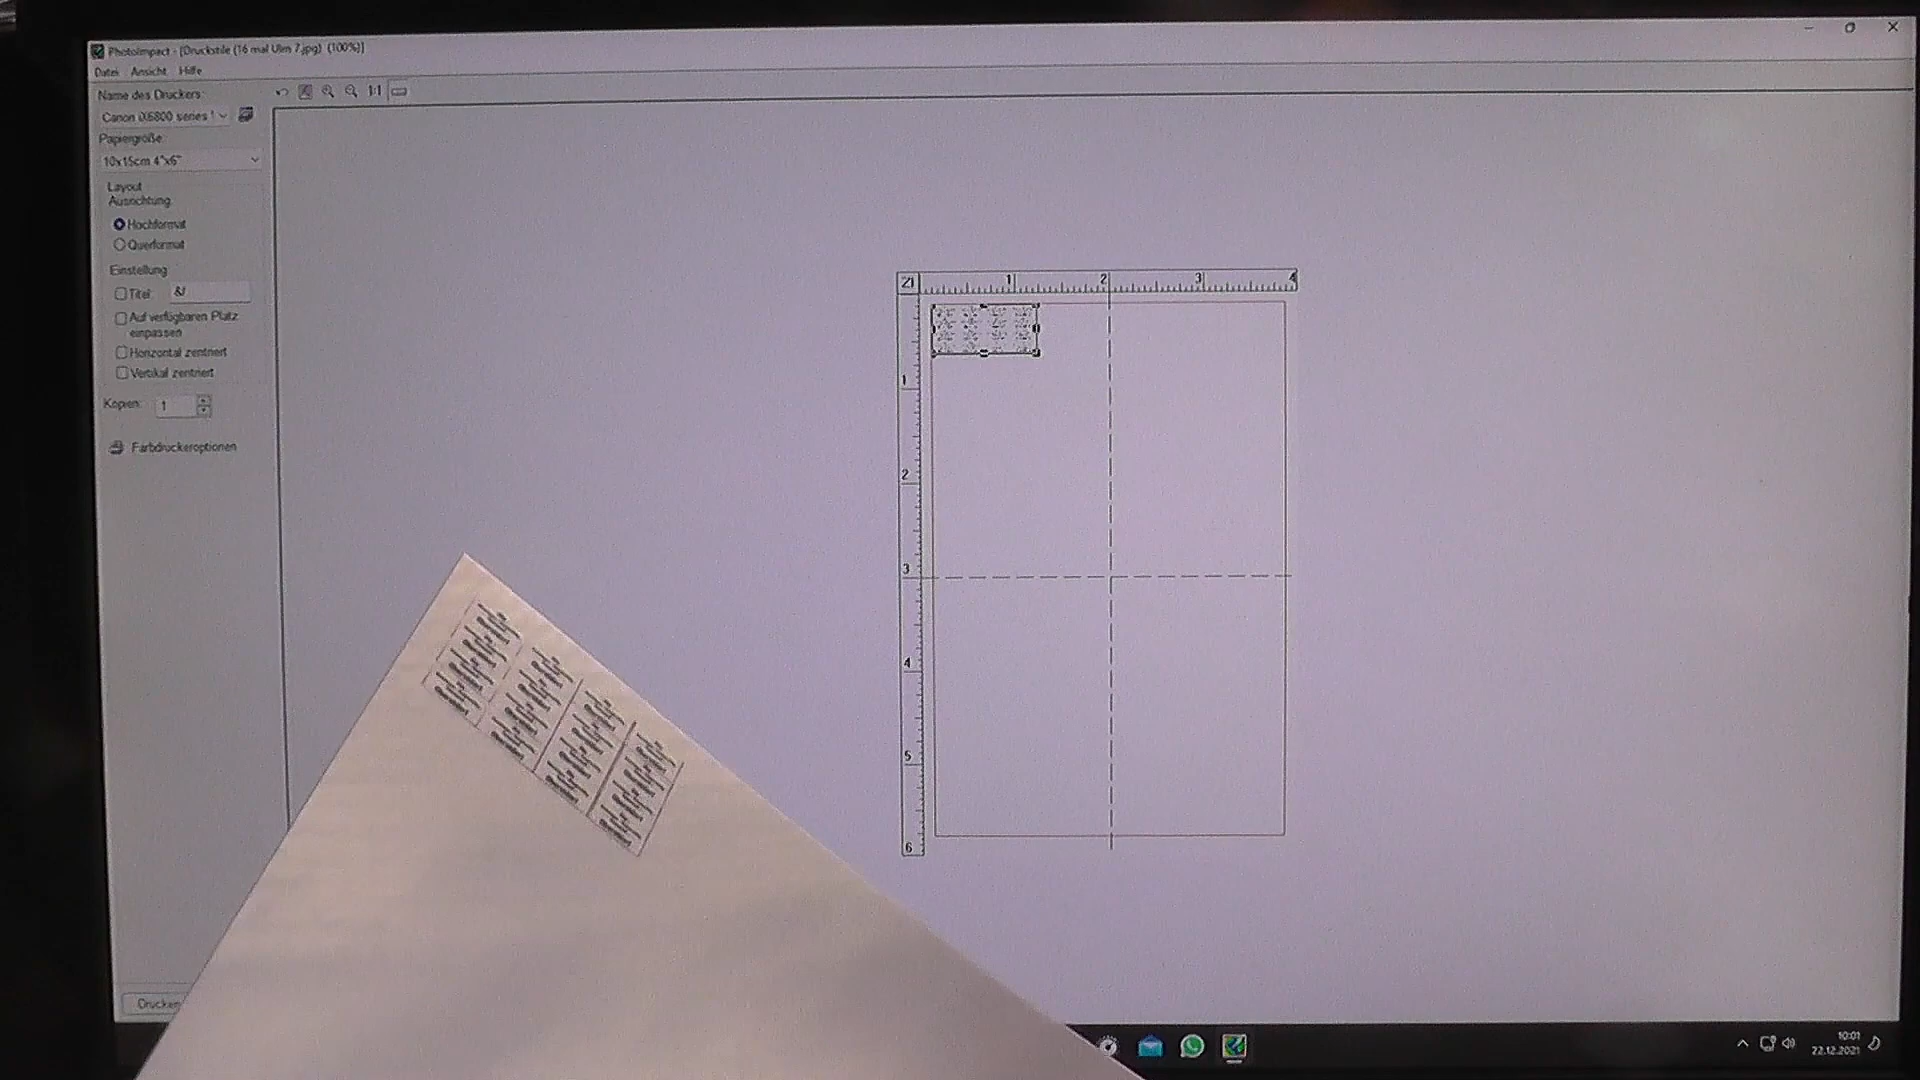 PhotoImpact - [Druckstile (16 mal Ulm 7.jpg) (100%)]
Datei Ansicht Hilfe
Name des Druckers:
Canon iX6800 series
Papiergröße:
10x15cm 4"x6"
Layout
Ausrichtung
Hochformat
Querformat
Einstellung
Titel: &f
Auf verfügbaren Platz
einpassen
Horizontal zentriert
Vertikal zentriert
Kopien: 1
Farbdruckeroptionen
Drucken
1:1
1 2 3 4
1
2
3
4
5
6
10:01
22.12.2021